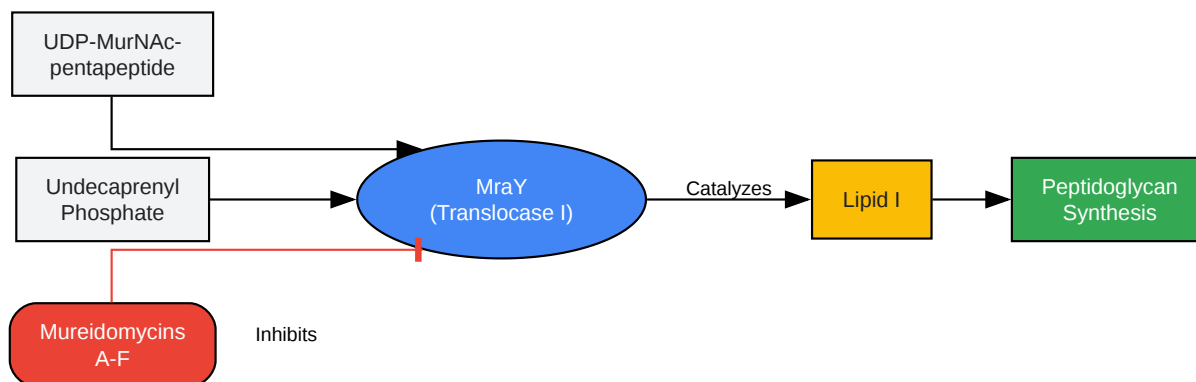 UDP-MurNAc-
pentapeptide
Undecaprenyl
Phosphate
MraY
(Translocase I)
Catalyzes
Lipid I
Peptidoglycan
Synthesis
Mureidomycins
A-F
Inhibits